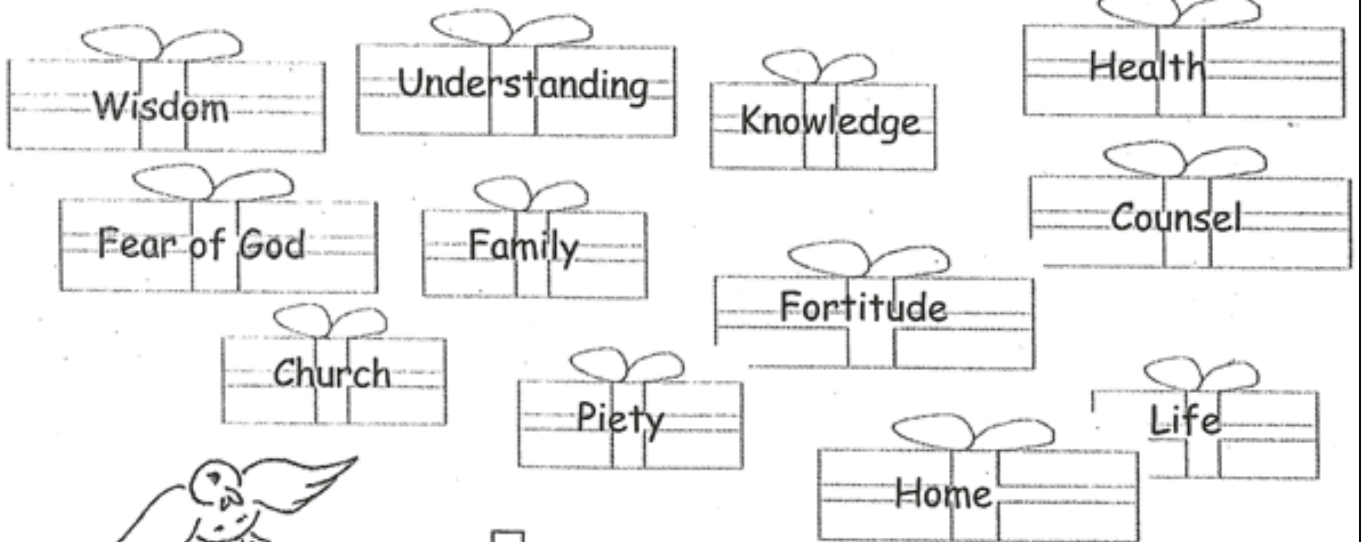 Wisdom
Understanding
Knowledge
Health
Fear of God
Family
Counsel
Fortitude
Church
Piety
Life
Home